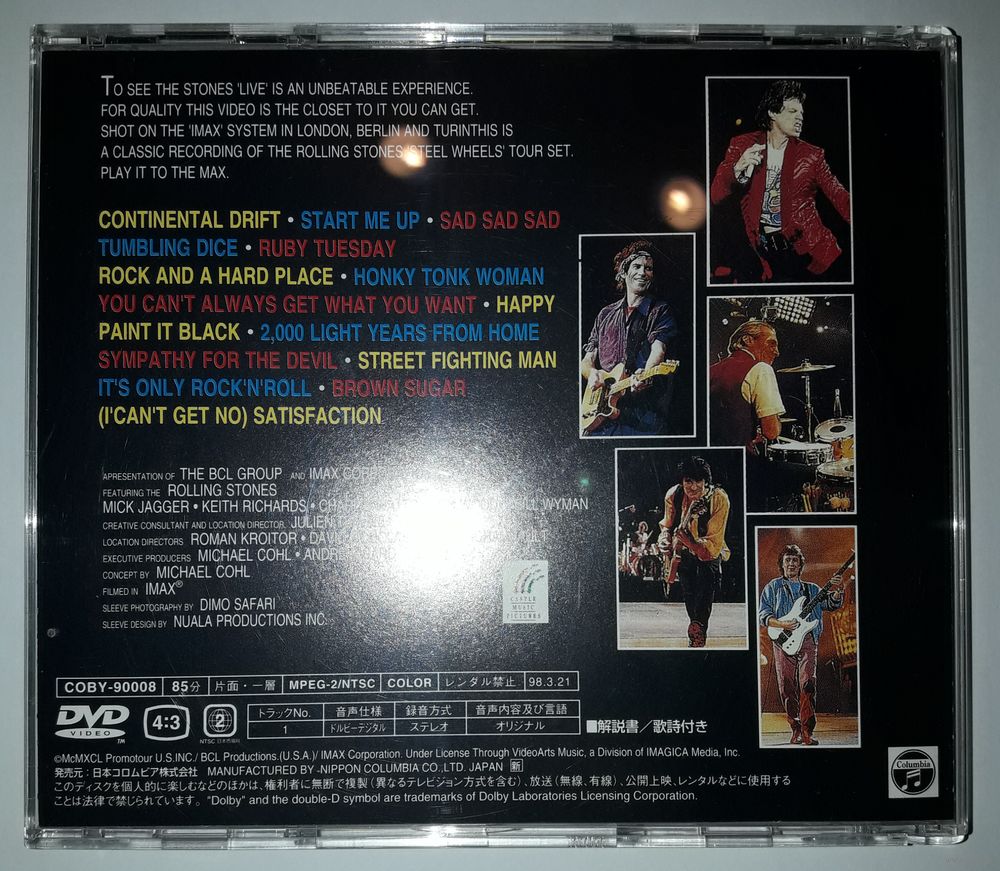 TO SEE THE STONES 'LIVE' IS AN UNBEATABLE EXPERIENCE.
FOR QUALITY THIS VIDEO IS THE CLOSET TO IT YOU CAN GET.
SHOT ON THE 'IMAX' SYSTEM IN LONDON, BERLIN AND TURINTHIS IS
A CLASSIC RECORDING OF THE ROLLING STONES 'STEEL WHEELS' TOUR SET.
PLAY IT TO THE MAX.
CONTINENTAL DRIFT • START ME UP • SAD SAD SAD
TUMBLING DICE • RUBY TUESDAY
ROCK AND A HARD PLACE • HONKY TONK WOMAN
YOU CAN'T ALWAYS GET WHAT YOU WANT • HAPPY
PAINT IT BLACK • 2,000 LIGHT YEARS FROM HOME
SYMPATHY FOR THE DEVIL • STREET FIGHTING MAN
IT'S ONLY ROCK'N'ROLL • BROWN SUGAR
(I'CAN'T GET NO) SATISFACTION
APRESENTATION OF THE BCL GROUP AND IMAX
FEATURING THE ROLLING STONES
MICK JAGGER • KEITH RICHARDS • WYMAN
CREATIVE CONSULTANT AND LOCATION DIRECTOR JULIEN
LOCATION DIRECTORS ROMAN KROITOR •
EXECUTIVE PRODUCERS MICHAEL COHL •
CONCEPT BY MICHAEL COHL
FILMED IN IMAX®
SLEEVE PHOTOGRAPHY BY DIMO SAFARI
SLEEVE DESIGN BY NUALA PRODUCTIONS INC.
CASTLE
MUSIC
PICTURES
COBY-90008 85分 片面・一層 MPEG-2/NTSC COLOR レンタル禁止 98.3.21
DVD VIDEO TM 4:3 2 NTSC 日本市場向
トラックNo. 音声仕様 録音方式 音声内容及び言語
1 ドルビーデジタル ステレオ オリジナル
■解説書／歌詩付き
©McMXCL Promotour U.S.INC./ BCL Productions.(U.S.A.)/ IMAX Corporation. Under License Through VideoArts Music, a Division of IMAGICA Media, Inc.
発売元：日本コロムビア株式会社 MANUFACTURED BY -NIPPON COLUMBIA CO.,LTD. JAPAN 新
このディスクを個人的に楽しむなどのほかは、権利者に無断で複製（異なるテレビジョン方式を含む）、放送（無線、有線）、公開上映、レンタルなどに使用する
ことは法律で禁じられています。 "Dolby" and the double-D symbol are trademarks of Dolby Laboratories Licensing Corporation.
Columbia